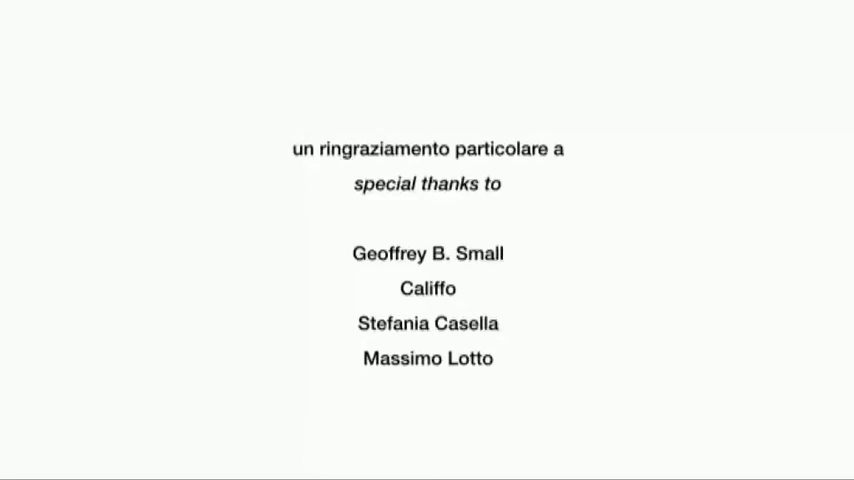 un ringraziamento particolare a
special thanks to
Geoffrey B. Small
Califfo
Stefania Casella
Massimo Lotto